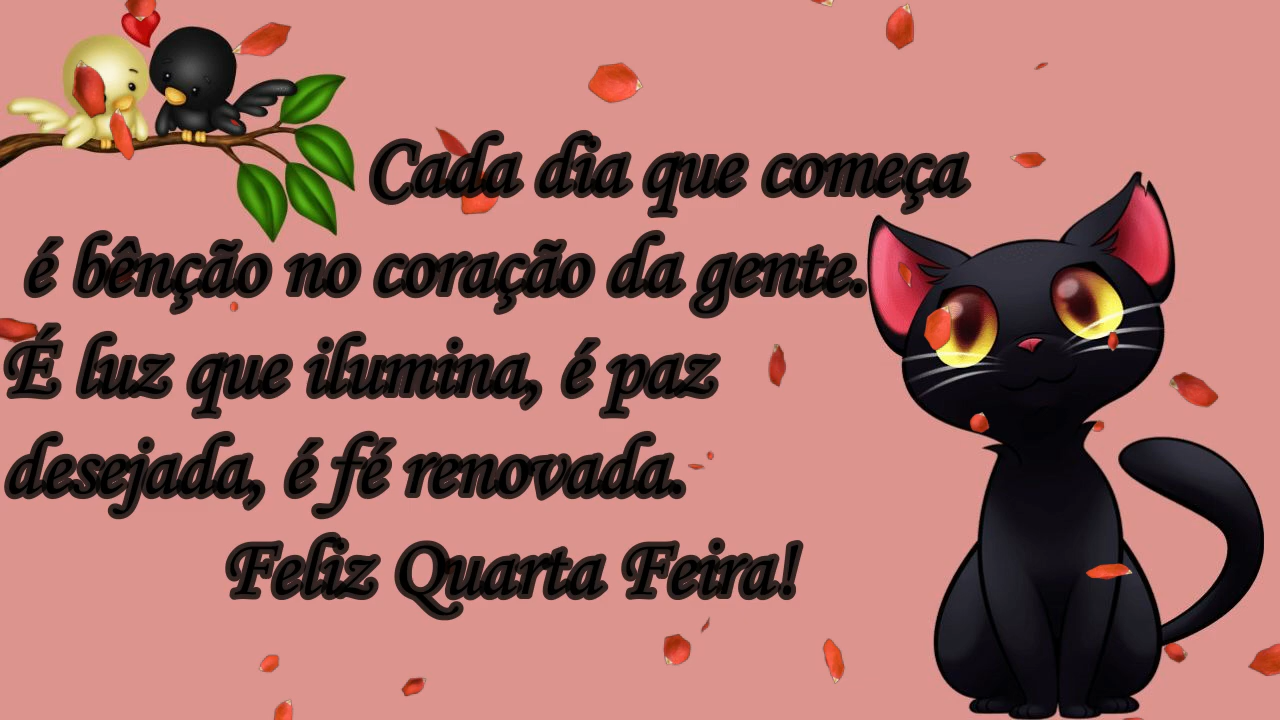 Cada dia que começa
é bênção no coração da gente.
É luz que ilumina, é paz
desejada, é fé renovada.
Feliz Quarta Feira!